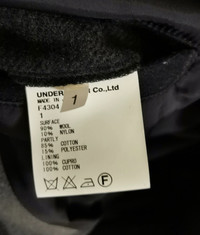 UNDER Co.,Ltd
MADE IN
F4304
1
1
SURFACE
90% WOOL
10% NYLON
PARTLY
85% COTTON
15% POLYESTER
LINING
100% CUPRO
100% COTTON
F